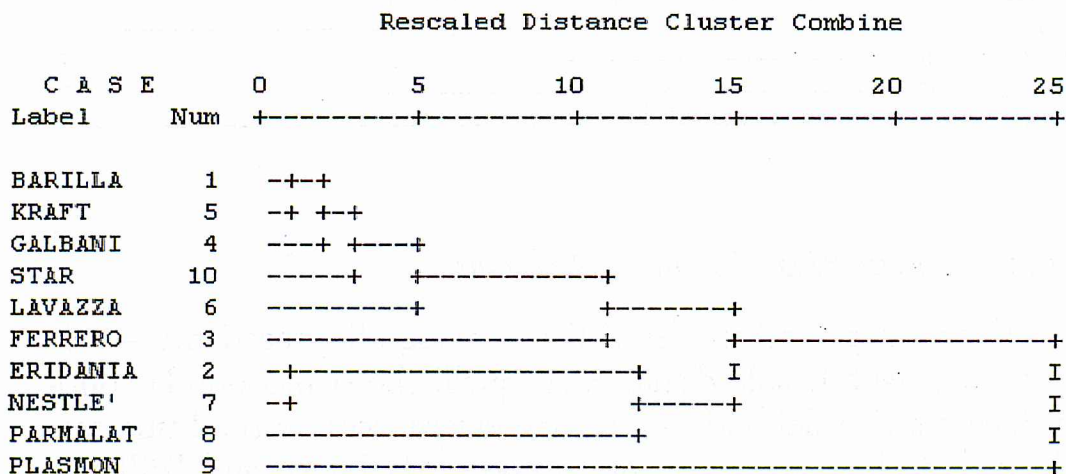 Rescaled Distance Cluster Combine

   C A S E      0         5        10        15        20        25
Label     Num  +---------+---------+---------+---------+---------+

BARILLA     1   -+-+
KRAFT       5   -+ +-+
GALBANI     4   ---+ +---+
STAR       10   -----+   +-----------+
LAVAZZA     6   ---------+           +-------+
FERRERO     3   ---------------------+       +-------------------+
ERIDANIA    2   -+---------------------+     I                   I
NESTLE'     7   -+                     +-----+                   I
PARMALAT    8   -----------------------+                         I
PLASMON     9   -------------------------------------------------+